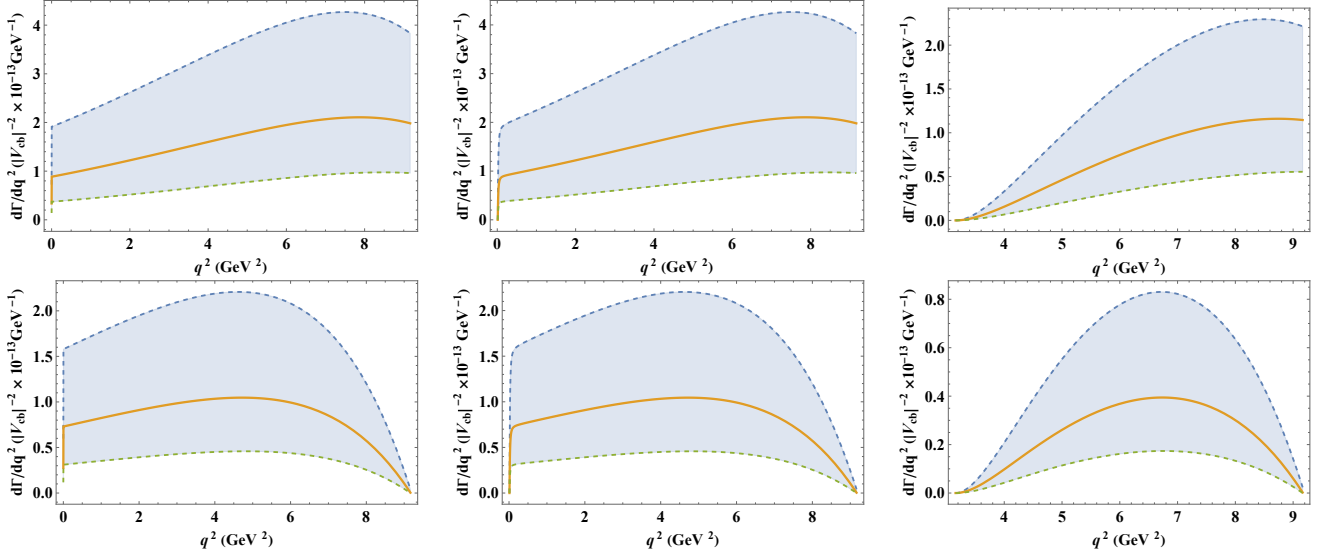 dΓ/dq² (|V_cb|⁻² × 10⁻¹³ GeV⁻¹)
4
3
2
1
0
0 2 4 6 8
q² (GeV²)
dΓ/dq² (|V_cb|⁻² ×10⁻¹³ GeV⁻¹)
4
3
2
1
0
0 2 4 6 8
q² (GeV²)
dΓ/dq² (|V_cb|⁻² ×10⁻¹³ GeV⁻¹)
2.0
1.5
1.0
0.5
0.0
4 5 6 7 8 9
q² (GeV²)
dΓ/dq² (|V_cb|⁻² × 10⁻¹³GeV⁻¹)
2.0
1.5
1.0
0.5
0.0
0 2 4 6 8
q² (GeV²)
dΓ/dq² (|V_cb|⁻² ×10⁻¹³GeV⁻¹)
2.0
1.5
1.0
0.5
0.0
0 2 4 6 8
q² (GeV²)
dΓ/dq² (|V_cb|⁻² ×10⁻¹³ GeV⁻¹)
0.8
0.6
0.4
0.2
0.0
4 5 6 7 8 9
q² (GeV²)